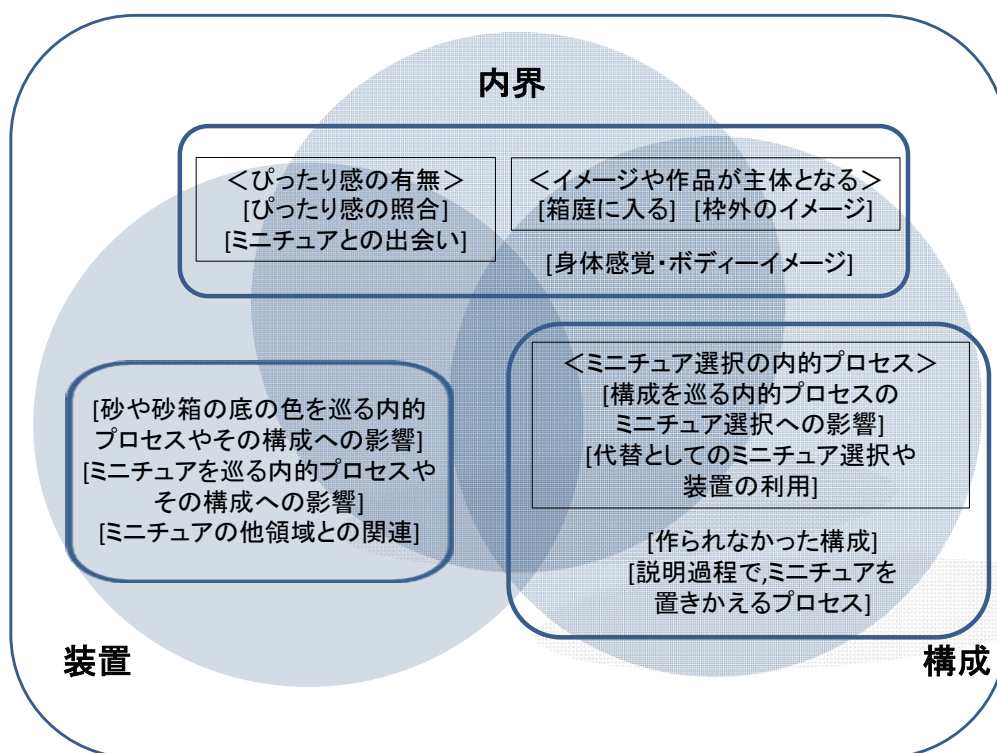 内界
＜ぴったり感の有無＞
[ぴったり感の照合]
[ミニチュアとの出会い]
＜イメージや作品が主体となる＞
[箱庭に入る] [枠外のイメージ]
[身体感覚・ボディーイメージ]
[砂や砂箱の底の色を巡る内的
プロセスやその構成への影響]
[ミニチュアを巡る内的プロセスや
その構成への影響]
[ミニチュアの他領域との関連]
＜ミニチュア選択の内的プロセス＞
[構成を巡る内的プロセスの
ミニチュア選択への影響]
[代替としてのミニチュア選択や
装置の利用]
[作られなかった構成]
[説明過程で,ミニチュアを
置きかえるプロセス]
装置
構成